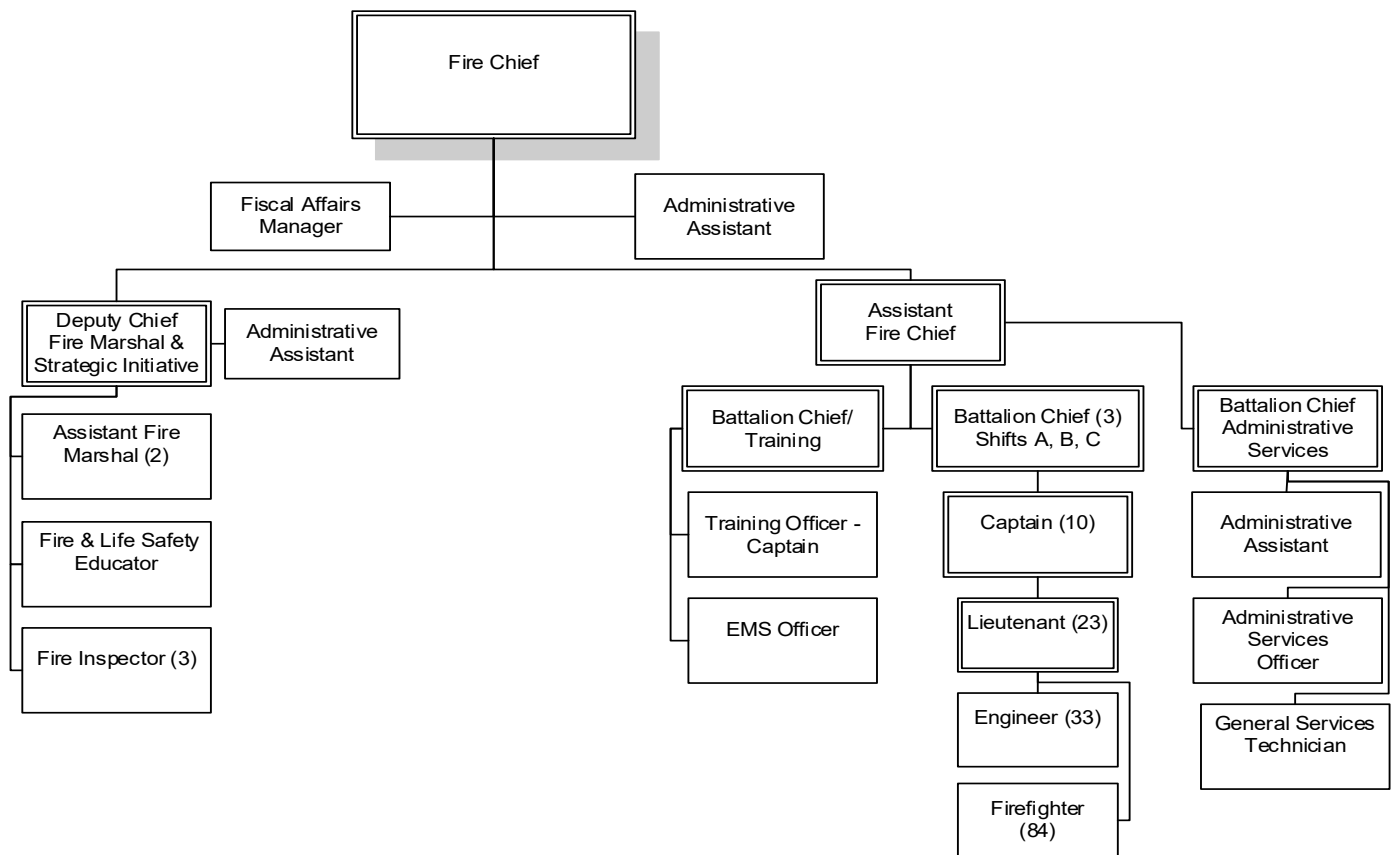 Fire Chief
Fiscal Affairs
Manager
Administrative
Assistant
Deputy Chief
Fire Marshal &
Strategic Initiative
Administrative
Assistant
Assistant
Fire Chief
Assistant Fire
Marshal (2)
Fire & Life Safety
Educator
Fire Inspector (3)
Battalion Chief/
Training
Training Officer -
Captain
EMS Officer
Battalion Chief (3)
Shifts A, B, C
Captain (10)
Lieutenant (23)
Engineer (33)
Firefighter
(84)
Battalion Chief
Administrative
Services
Administrative
Assistant
Administrative
Services
Officer
General Services
Technician